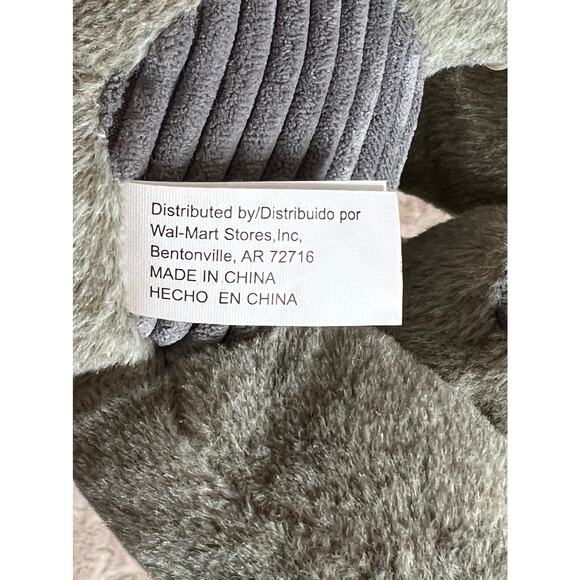 Distributed by/Distribuido por
Wal-Mart Stores,Inc,
Bentonville, AR 72716
MADE IN CHINA
HECHO EN CHINA